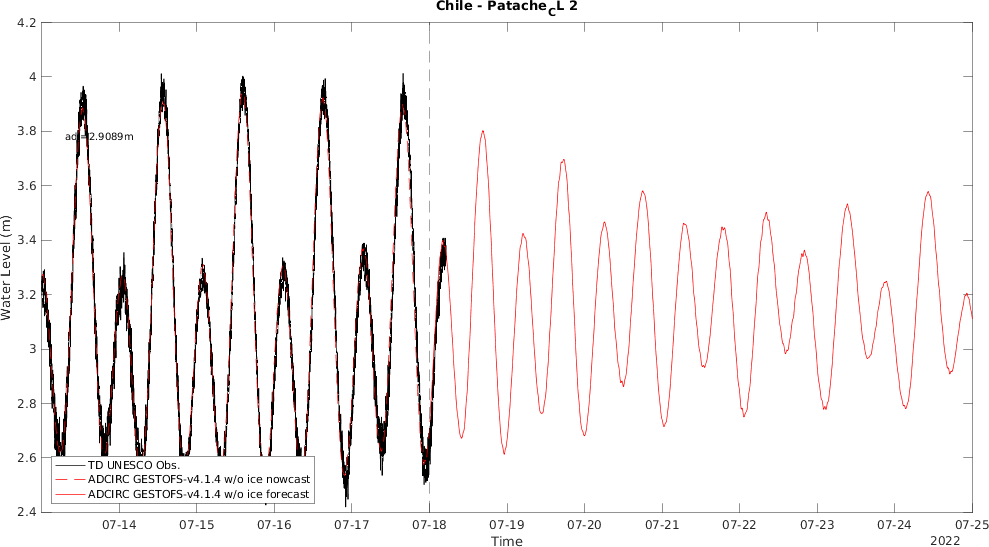 Chile - Patache_CL 2
4.2
4
3.8
3.6
3.4
3.2
3
2.8
2.6
2.4
Water Level (m)
adj=2.9089m
TD UNESCO Obs.
ADCIRC GESTOFS-v4.1.4 w/o ice nowcast
ADCIRC GESTOFS-v4.1.4 w/o ice forecast
07-14 07-15 07-16 07-17 07-18 07-19 07-20 07-21 07-22 07-23 07-24 07-25
Time
2022